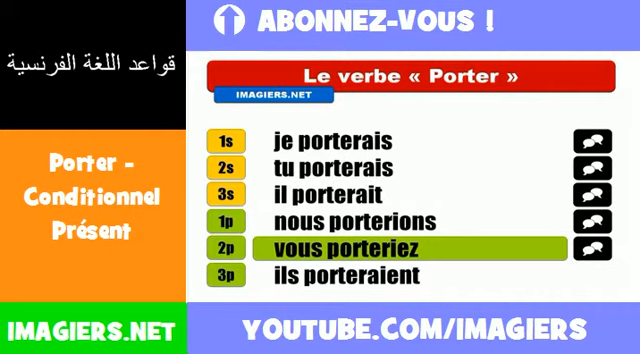 ABONNEZ-VOUS !
قواعد اللغة الفرنسية
Le verbe « Porter »
IMAGIERS.NET
Porter -
Conditionnel
Présent
1s je porterais
2s tu porterais
3s il porterait
1p nous porterions
2p vous porteriez
3p ils porteraient
IMAGIERS.NET
YOUTUBE.COM/IMAGIERS